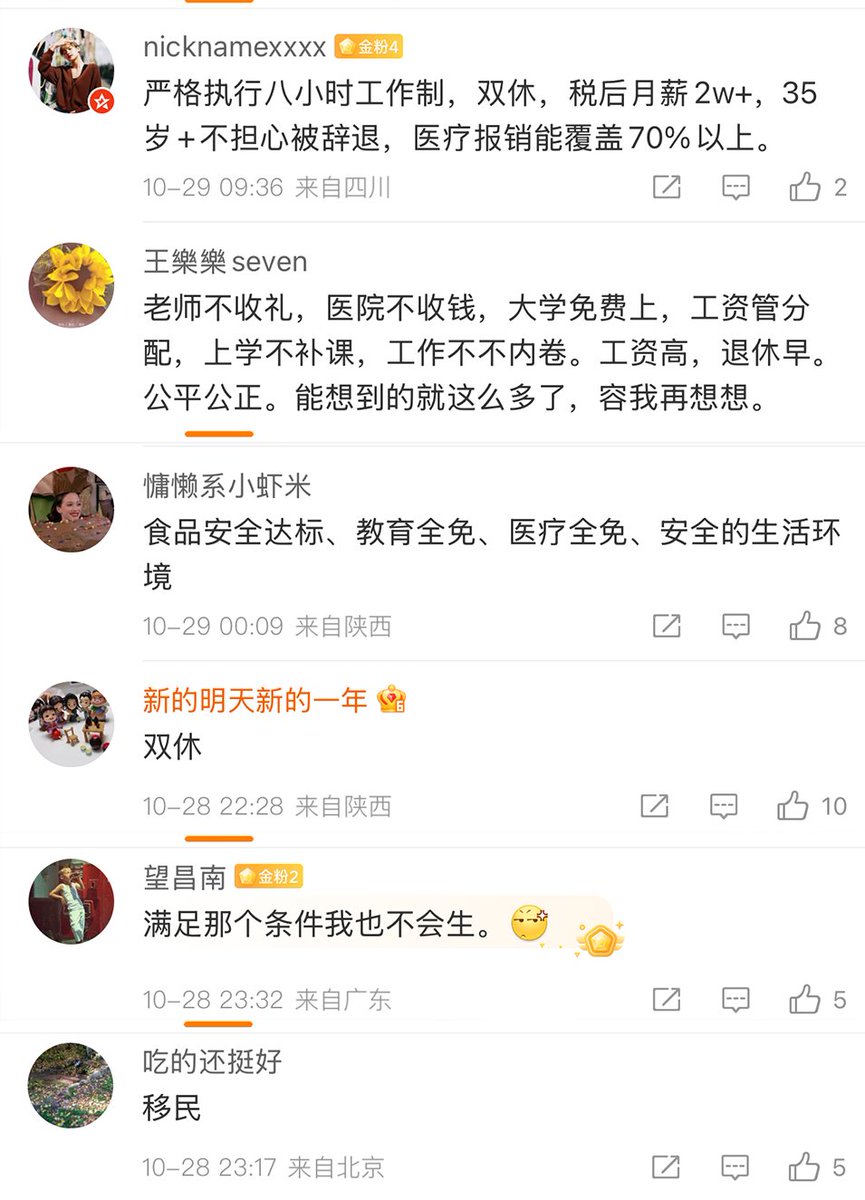 nicknamexxxx 金粉4
严格执行八小时工作制，双休，税后月薪2w+，35
岁+不担心被辞退，医疗报销能覆盖70%以上。
10-29 09:36 来自四川 2
王樂樂seven
老师不收礼，医院不收钱，大学免费上，工资管分
配，上学不补课，工作不不内卷。工资高，退休早。
公平公正。能想到的就这么多了，容我再想想。
慵懒系小虾米
食品安全达标、教育全免、医疗全免、安全的生活环
境
10-29 00:09 来自陕西 8
新的明天新的一年
双休
10-28 22:28 来自陕西 10
望昌南 金粉2
满足那个条件我也不会生。
10-28 23:32 来自广东 5
吃的还挺好
移民
10-28 23:17 来自北京 5